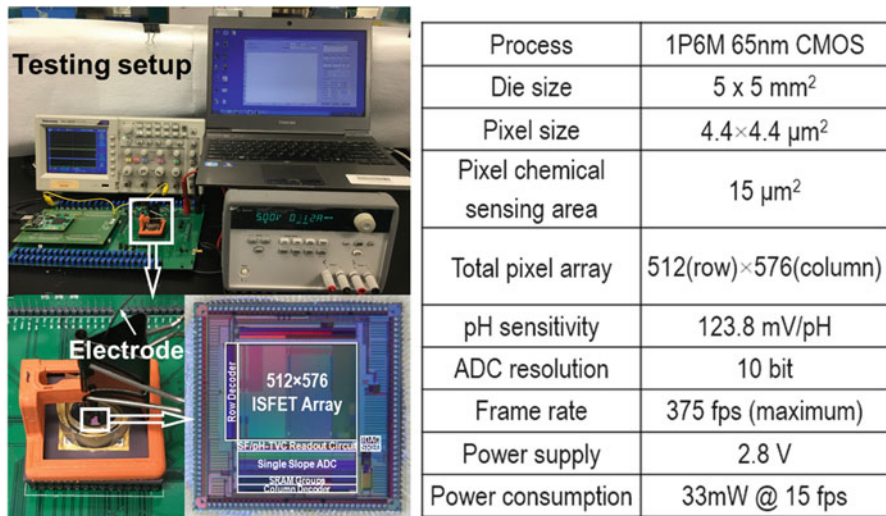 Testing setup
Electrode
Row Decoder
512×576
ISFET Array
SF/pH-TVC Readout Circuit
Single Slope ADC
SRAM Groups
Column Decoder
Process 1P6M 65nm CMOS
Die size 5 x 5 mm²
Pixel size 4.4×4.4 µm²
Pixel chemical
sensing area 15 µm²
Total pixel array 512(row)×576(column)
pH sensitivity 123.8 mV/pH
ADC resolution 10 bit
Frame rate 375 fps (maximum)
Power supply 2.8 V
Power consumption 33mW @ 15 fps